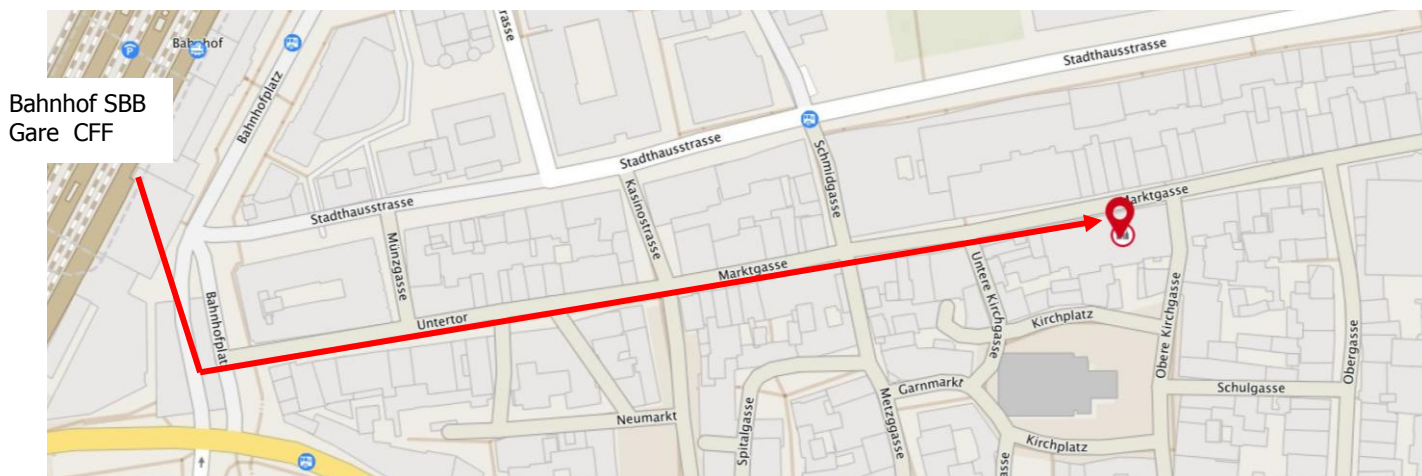 Bahnhof SBB
Gare CFF
Bahnhof
P
Bahnhofplatz
Stadthausstrasse
Stadthausstrasse
Stadthausstrasse
Schmidgasse
Kasinostrasse
Münzgasse
Marktgasse
Marktgasse
Untertor
Bahnhofplat
Untere Kirchgasse
Kirchplatz
Obere Kirchgasse
Obergasse
Schulgasse
Garnmarkt
Neumarkt
Spitalgasse
Metzggasse
Kirchplatz